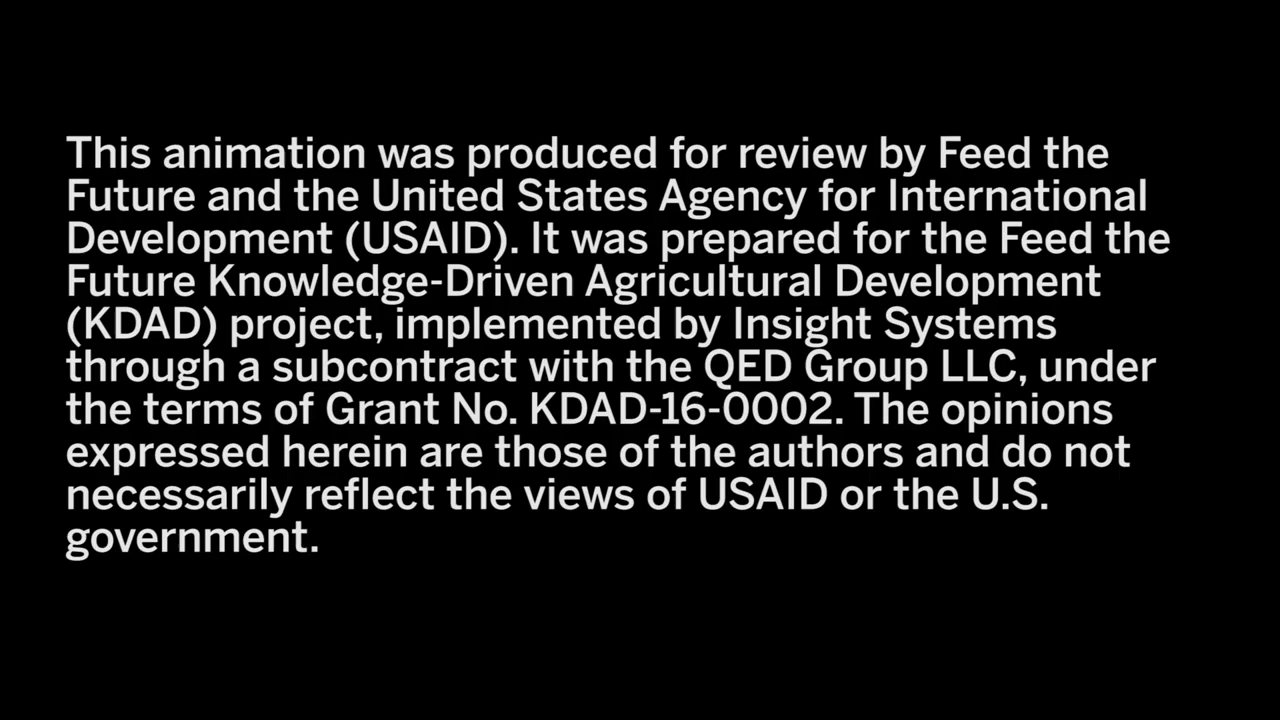 This animation was produced for review by Feed the
Future and the United States Agency for International
Development (USAID). It was prepared for the Feed the
Future Knowledge-Driven Agricultural Development
(KDAD) project, implemented by Insight Systems
through a subcontract with the QED Group LLC, under
the terms of Grant No. KDAD-16-0002. The opinions
expressed herein are those of the authors and do not
necessarily reflect the views of USAID or the U.S.
government.